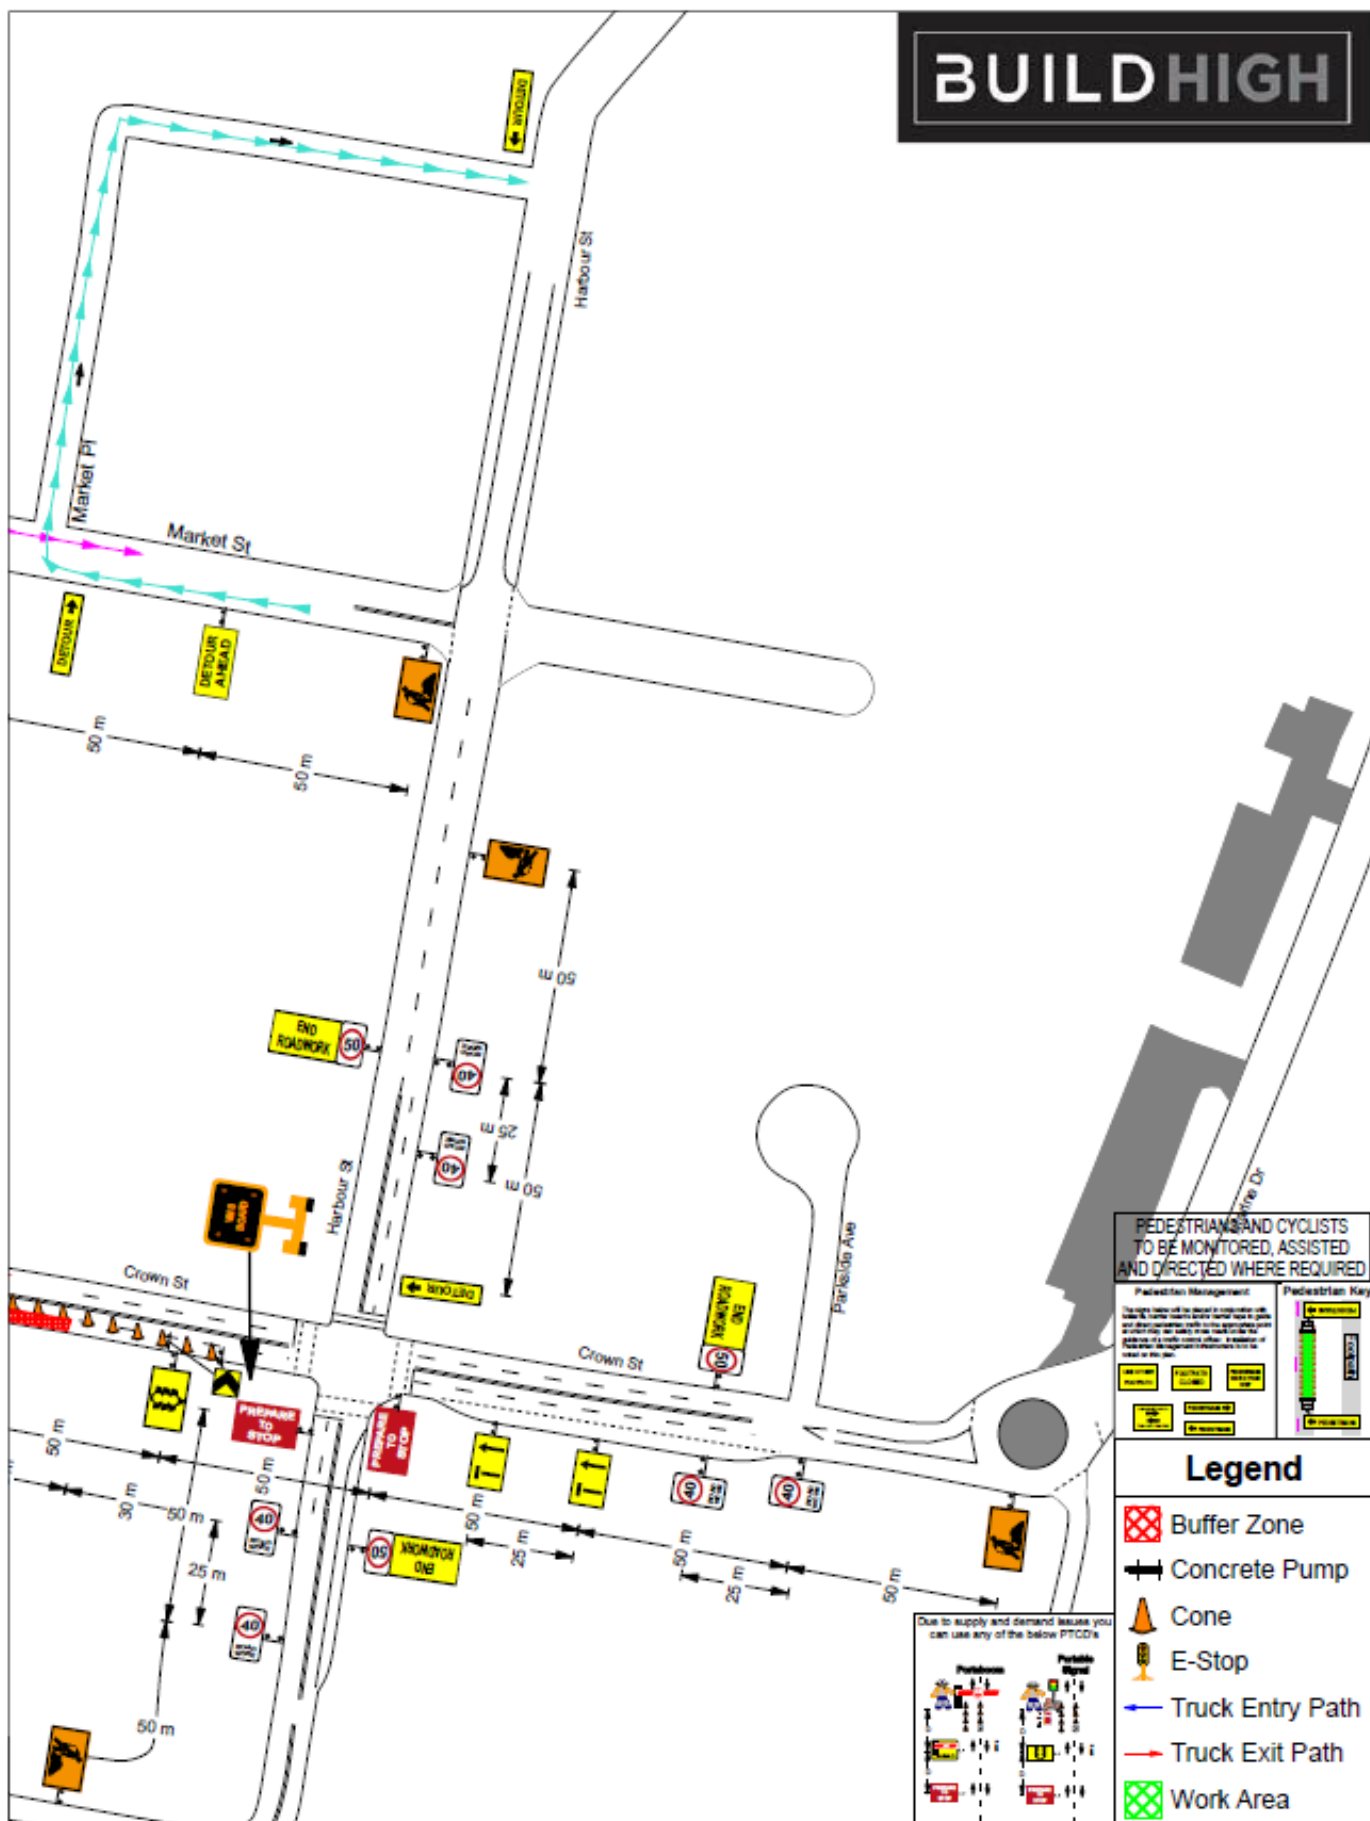 BUILDHIGH
DETOUR
Harbour St
Market Pl
Market St
DETOUR
DETOUR
AHEAD
50 m
50 m
50 m
END
ROADWORK
50
40
25 m
40
50 m
Harbour St
DETOUR
Crown St
Crown St
END
ROADWORK
50
Parkside Ave
PREPARE
TO
STOP
PREPARE
TO
STOP
50 m
30 m
50 m
50 m
40
25 m
40
50 m
50
END
ROADWORK
50 m
25 m
40
40
50 m
25 m
50 m
PEDESTRIANS AND CYCLISTS
TO BE MONITORED, ASSISTED
AND DIRECTED WHERE REQUIRED
Pedestrian Management
Pedestrian Key
Legend
Buffer Zone
Concrete Pump
Cone
E-Stop
Truck Entry Path
Truck Exit Path
Work Area
Due to supply and demand issues you
can use any of the below PTCD's
Portaboom
Portable
Signal